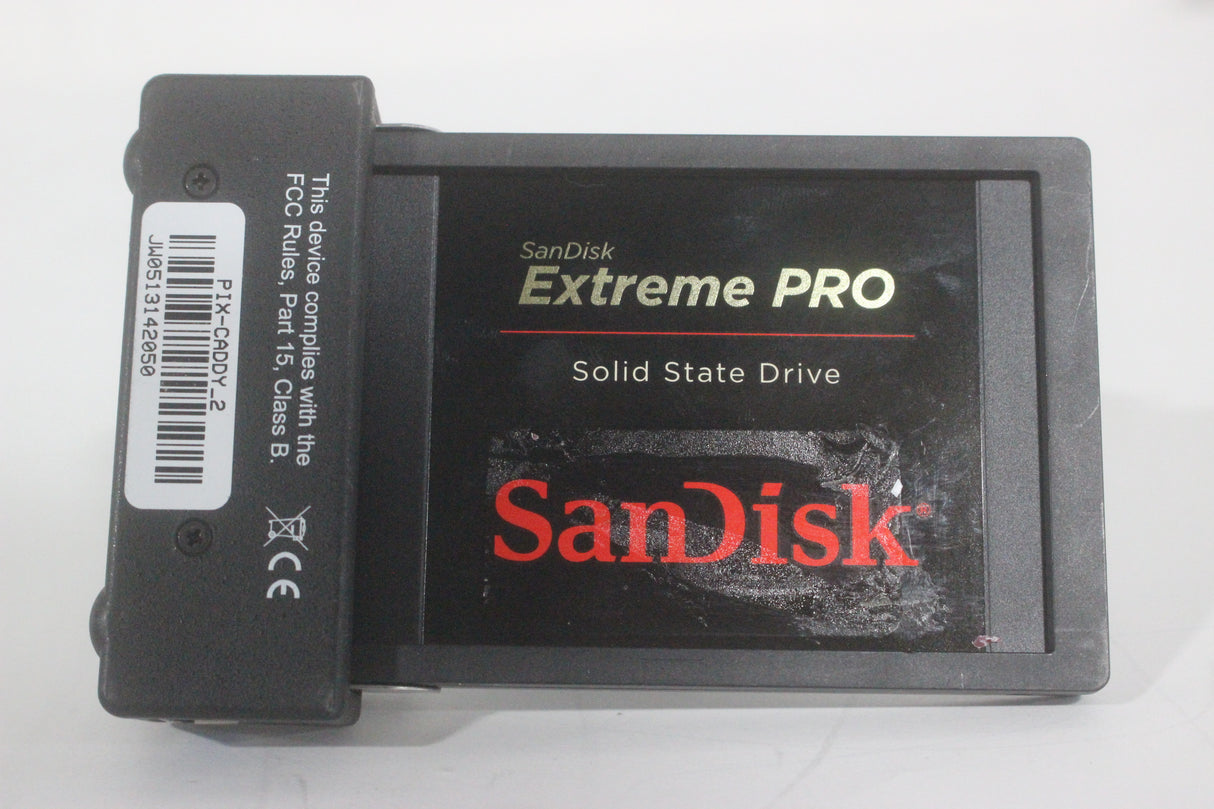 SanDisk
Extreme PRO
Solid State Drive
SanDisk®
This device complies with the
FCC Rules, Part 15, Class B.
CE
PIX-CADDY_2
JW0513142050